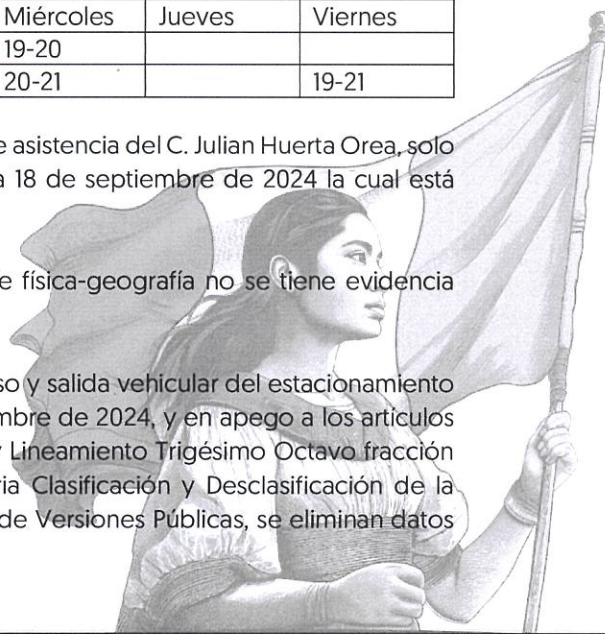 Miércoles Jueves Viernes
19-20
20-21 19-21
e asistencia del C. Julian Huerta Orea, solo
a 18 de septiembre de 2024 la cual está
e física-geografía no se tiene evidencia
so y salida vehicular del estacionamiento
mbre de 2024, y en apego a los artículos
Lineamiento Trigésimo Octavo fracción
ria Clasificación y Desclasificación de la
de Versiones Públicas, se eliminan datos